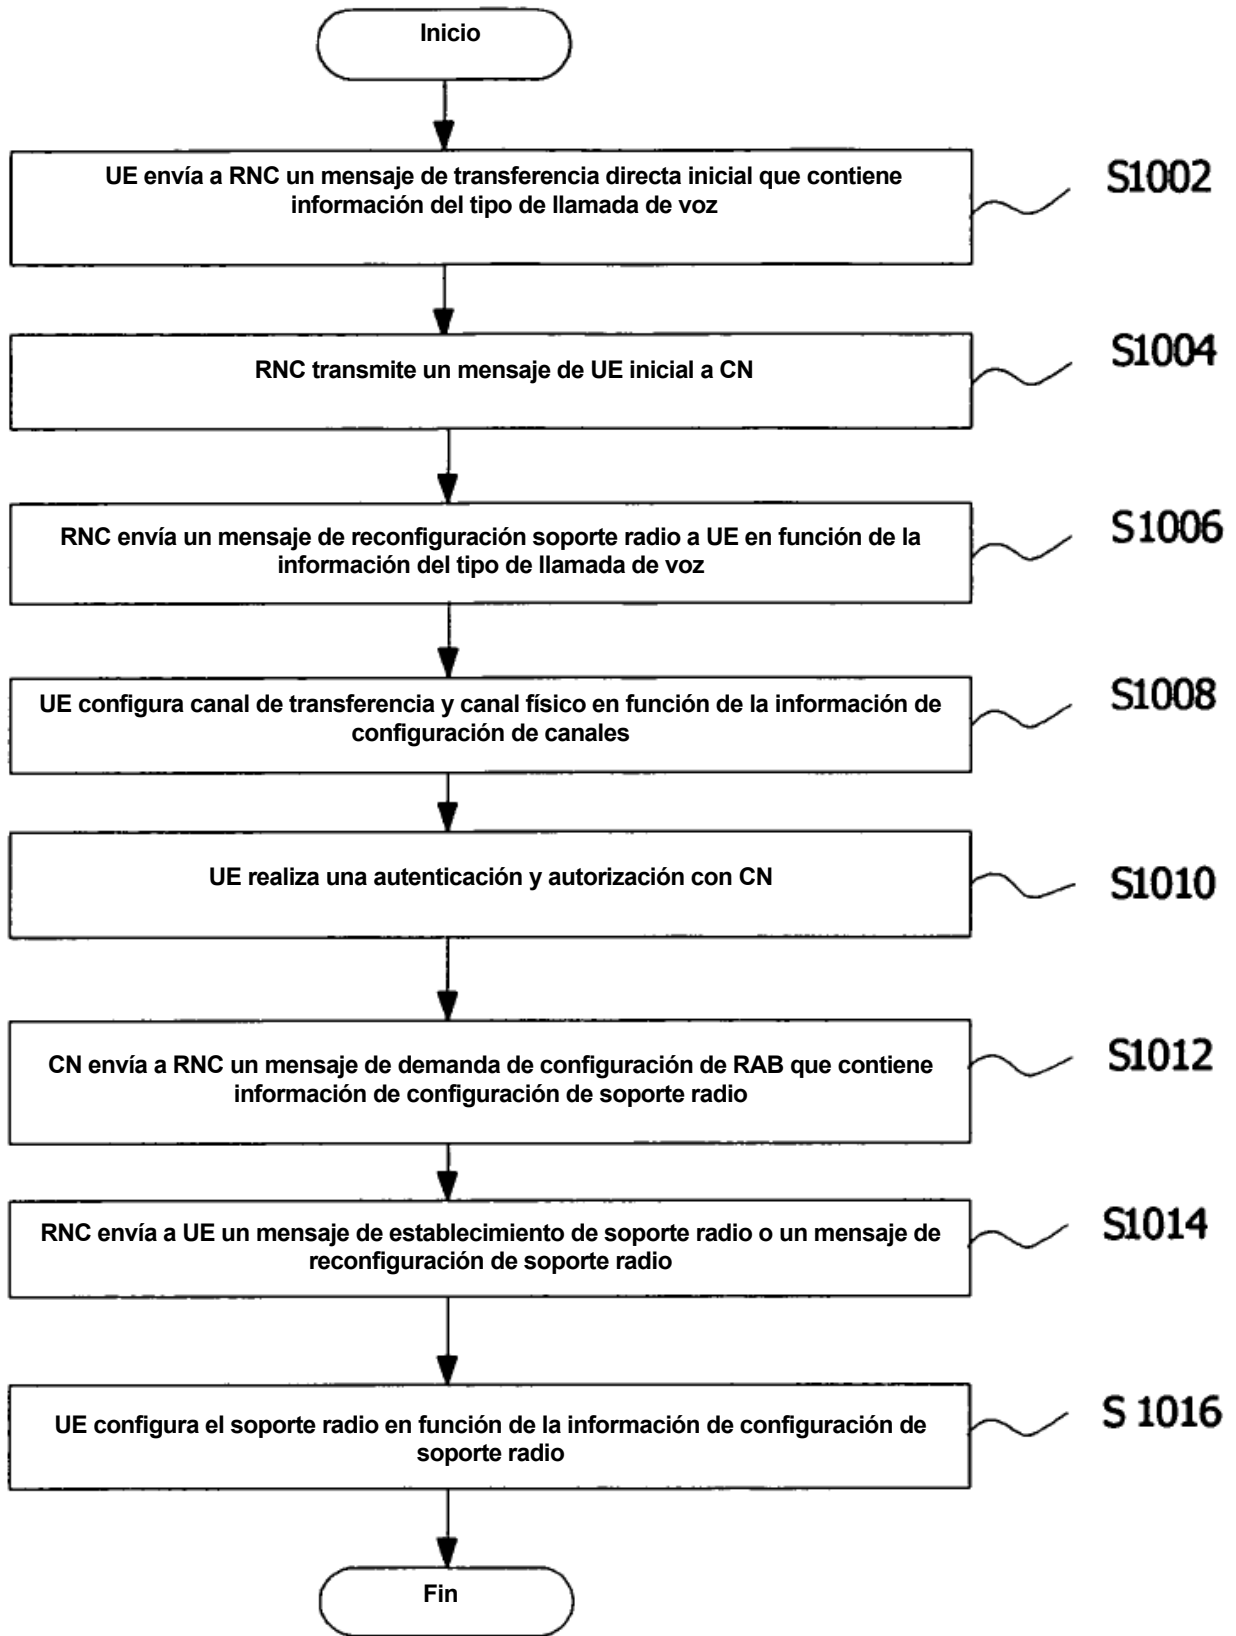 Inicio
UE envía a RNC un mensaje de transferencia directa inicial que contiene
información del tipo de llamada de voz
S1002
RNC transmite un mensaje de UE inicial a CN
S1004
RNC envía un mensaje de reconfiguración soporte radio a UE en función de la
información del tipo de llamada de voz
S1006
UE configura canal de transferencia y canal físico en función de la información de
configuración de canales
S1008
UE realiza una autenticación y autorización con CN
S1010
CN envía a RNC un mensaje de demanda de configuración de RAB que contiene
información de configuración de soporte radio
S1012
RNC envía a UE un mensaje de establecimiento de soporte radio o un mensaje de
reconfiguración de soporte radio
S1014
UE configura el soporte radio en función de la información de configuración de
soporte radio
S 1016
Fin